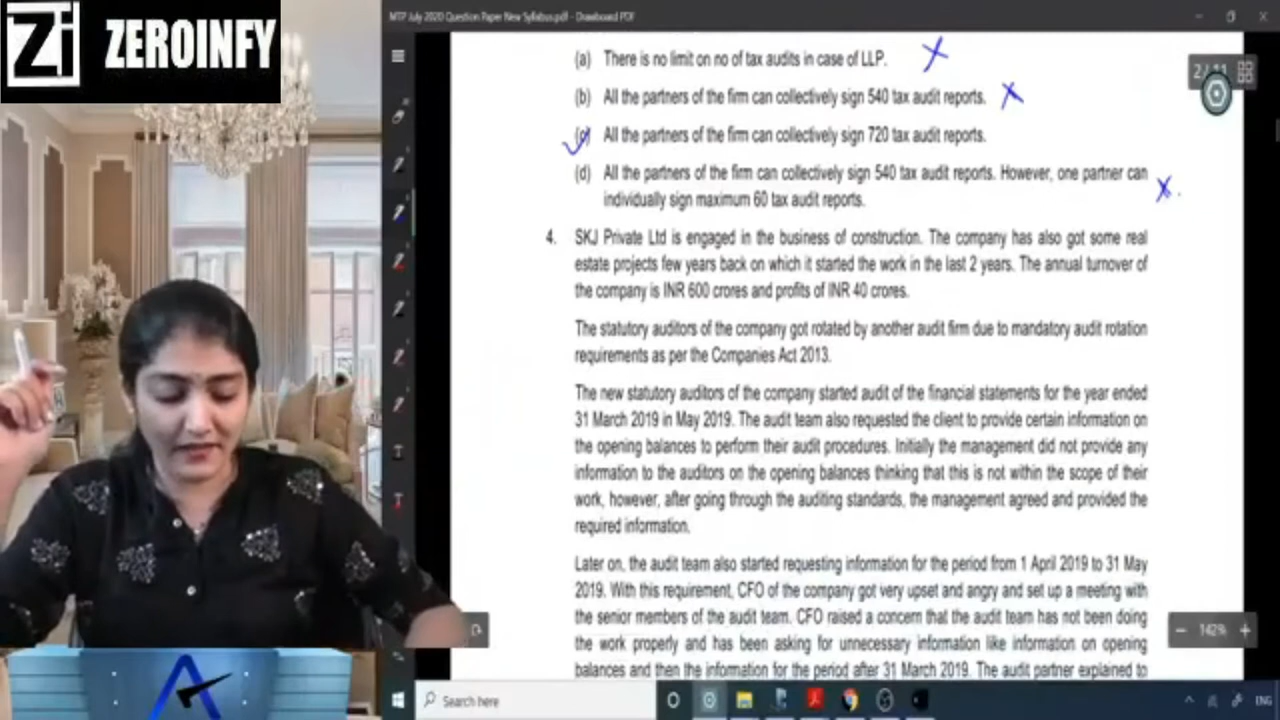 Zi ZEROINFY
MTP July 2020 Question Paper New Syllabus.pdf - Drawboard PDF
2 / 11
(a) There is no limit on no of tax audits in case of LLP.
(b) All the partners of the firm can collectively sign 540 tax audit reports.
(c) All the partners of the firm can collectively sign 720 tax audit reports.
(d) All the partners of the firm can collectively sign 540 tax audit reports. However, one partner can
individually sign maximum 60 tax audit reports.
4. SKJ Private Ltd is engaged in the business of construction. The company has also got some real
estate projects few years back on which it started the work in the last 2 years. The annual turnover of
the company is INR 600 crores and profits of INR 40 crores.
The statutory auditors of the company got rotated by another audit firm due to mandatory audit rotation
requirements as per the Companies Act 2013.
The new statutory auditors of the company started audit of the financial statements for the year ended
31 March 2019 in May 2019. The audit team also requested the client to provide certain information on
the opening balances to perform their audit procedures. Initially the management did not provide any
information to the auditors on the opening balances thinking that this is not within the scope of their
work, however, after going through the auditing standards, the management agreed and provided the
required information.
Later on, the audit team also started requesting information for the period from 1 April 2019 to 31 May
2019. With this requirement, CFO of the company got very upset and angry and set up a meeting with
the senior members of the audit team. CFO raised a concern that the audit team has not been doing
the work properly and has been asking for unnecessary information like information on opening
balances and then the information for the period after 31 March 2019. The audit partner explained to
142%
Search here
ENG